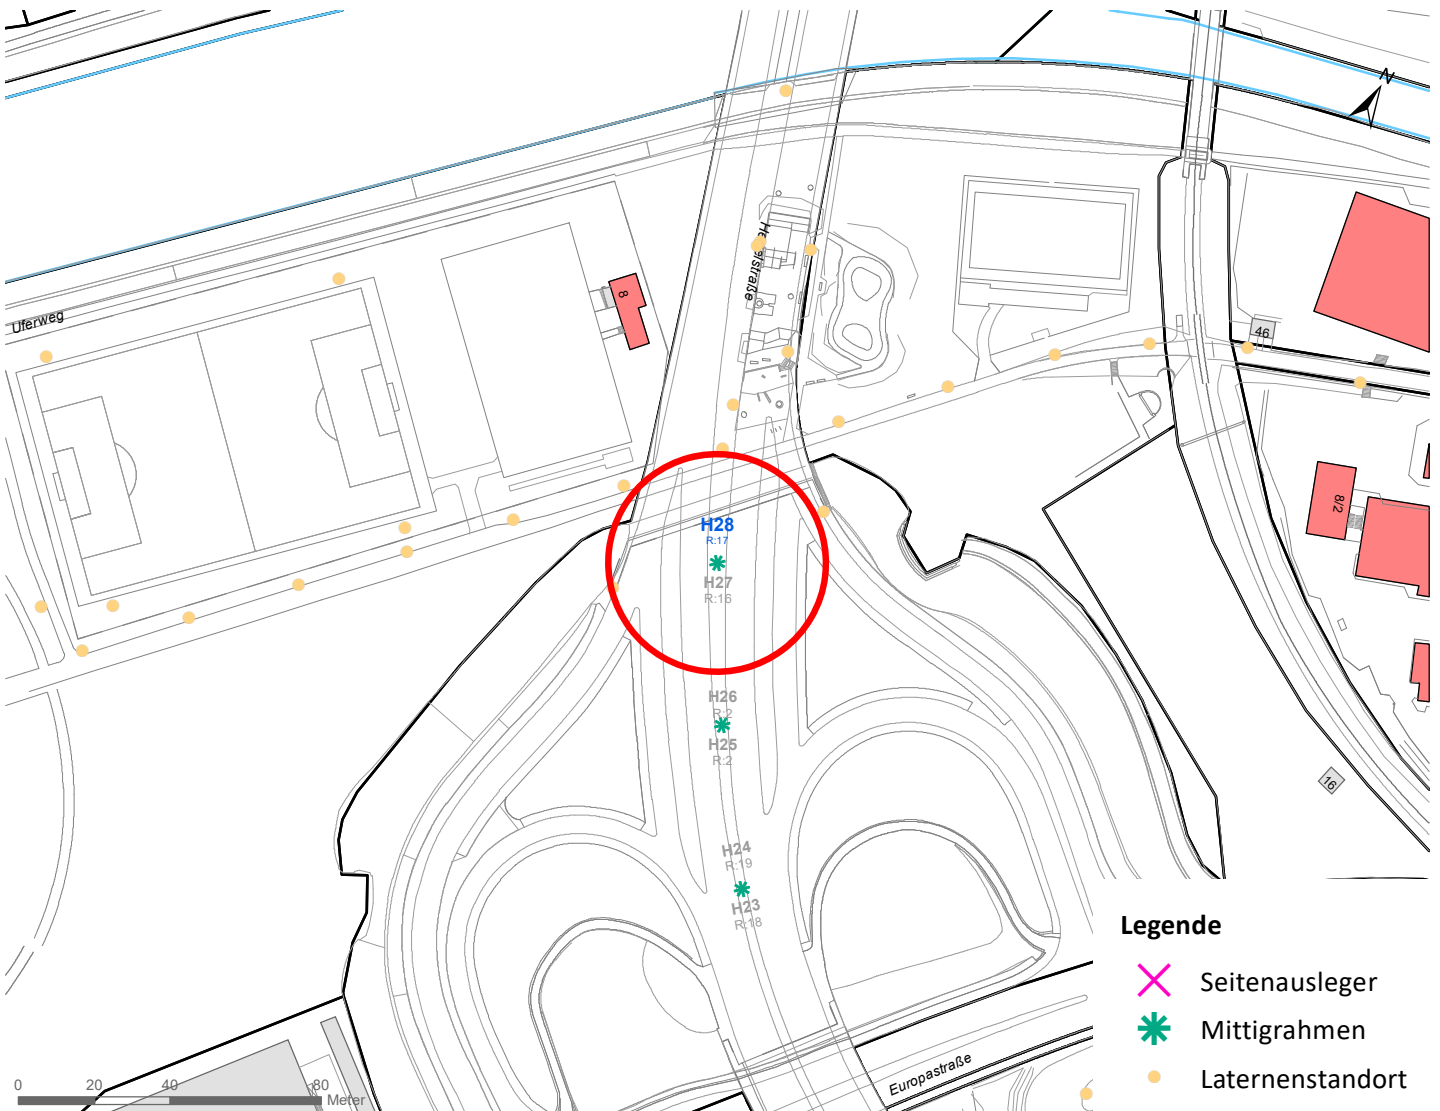 N
Uferweg
8
46
8/2
H28
R:17
H27
R:16
H26
R:2
H25
R:2
16
H24
R:19
H23
R:18
Legende
Seitenausleger
Mittigrahmen
Laternenstandort
Europastraße
0 20 40 80
Meter